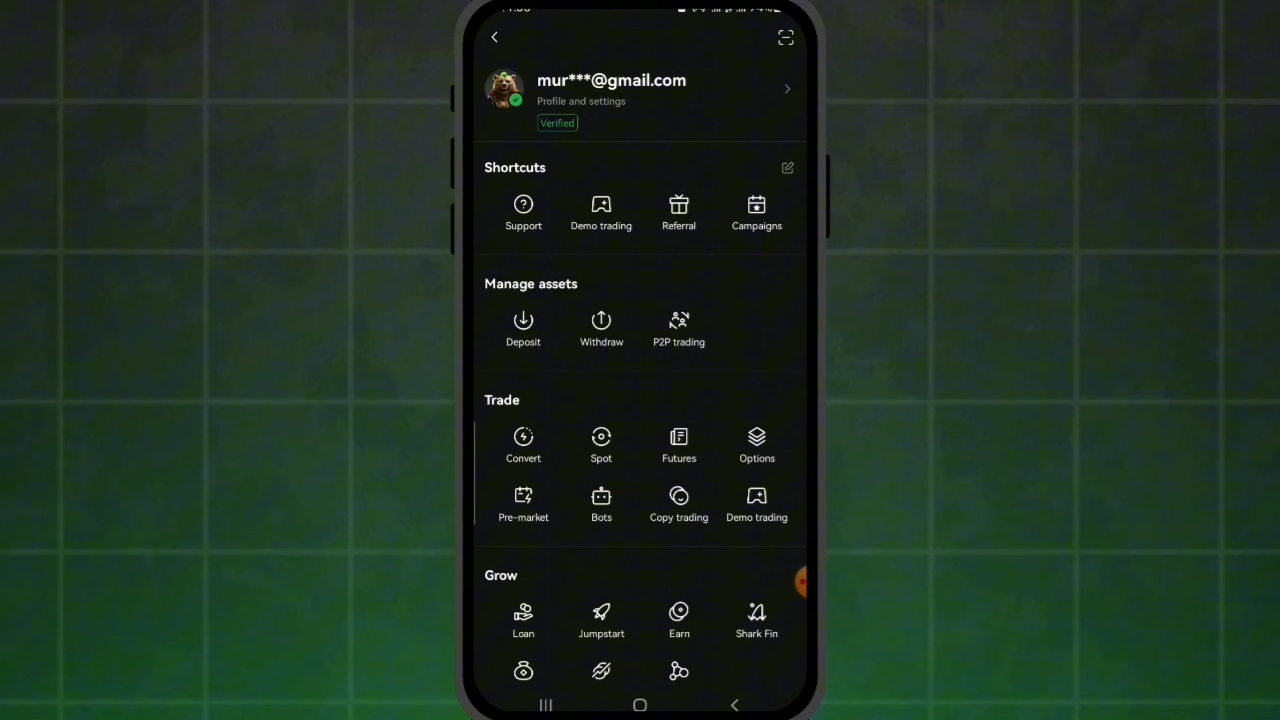 mur***@gmail.com
Profile and settings
Verified
Shortcuts
Support Demo trading Referral Campaigns
Manage assets
Deposit Withdraw P2P trading
Trade
Convert Spot Futures Options
Pre-market Bots Copy trading Demo trading
Grow
Loan Jumpstart Earn Shark Fin